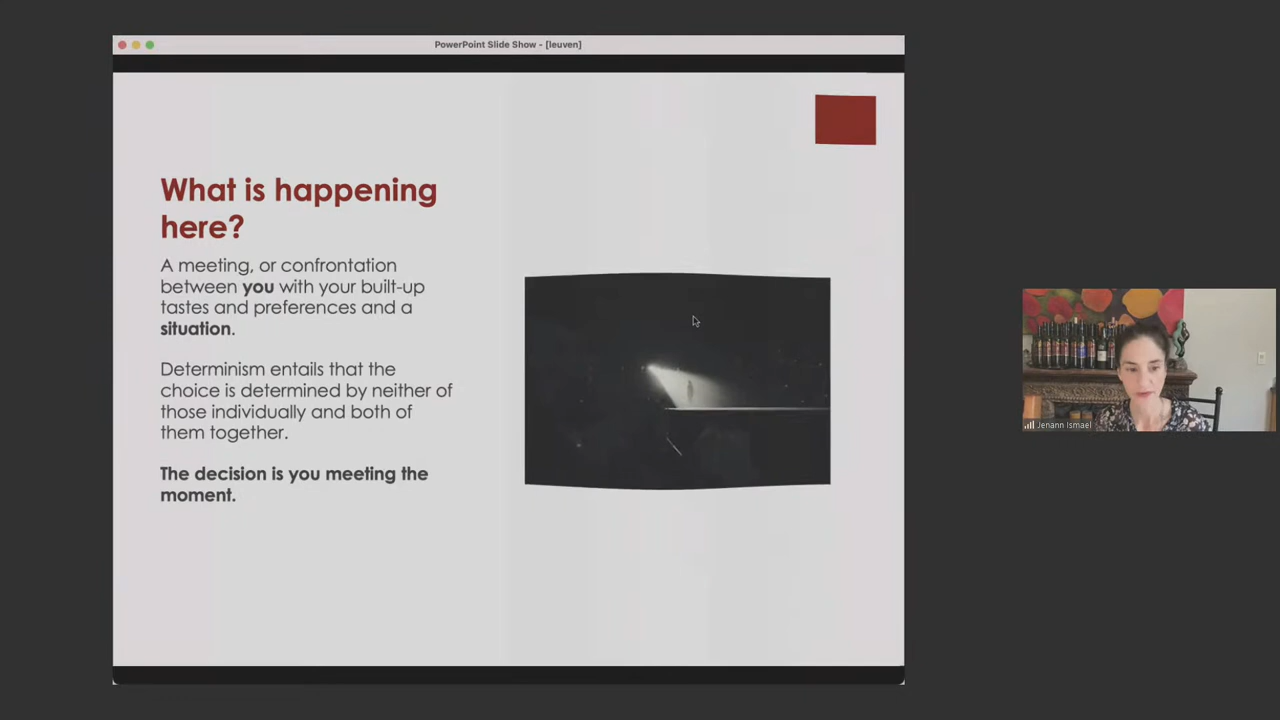 PowerPoint Slide Show - [leuven]
What is happening
here?
A meeting, or confrontation
between you with your built-up
tastes and preferences and a
situation.
Determinism entails that the
choice is determined by neither of
those individually and both of
them together.
The decision is you meeting the
moment.
Jenann Ismael